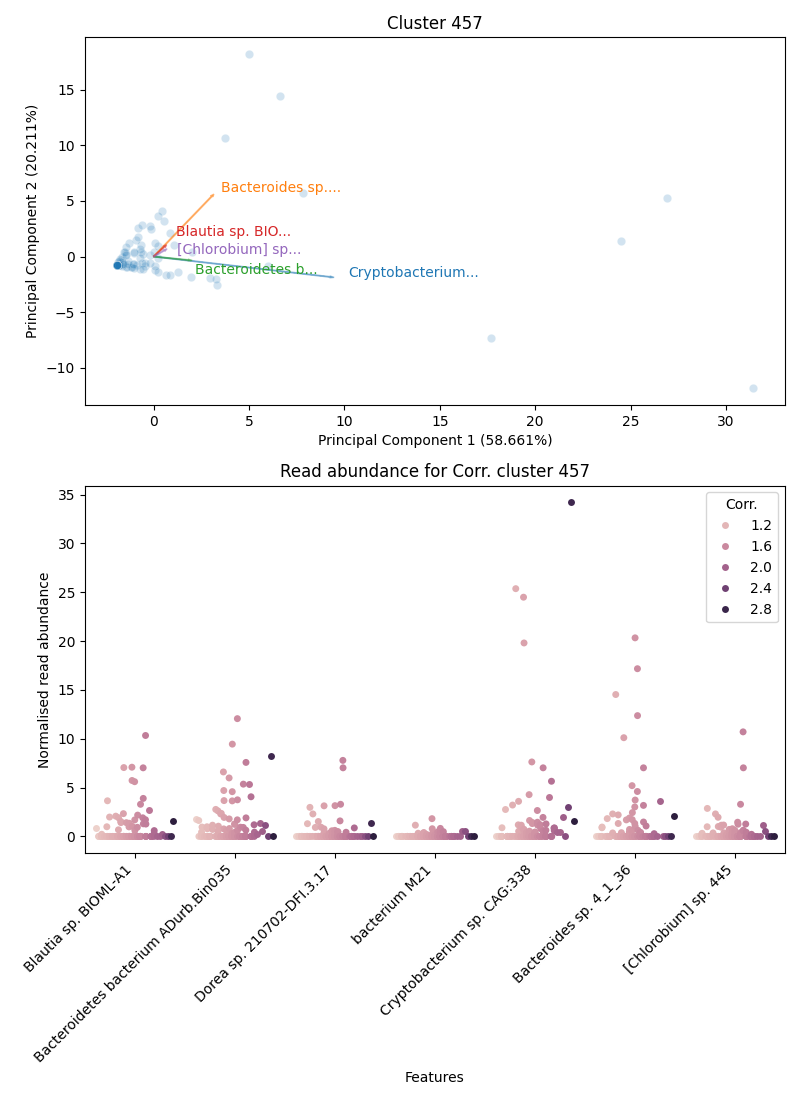 Cluster 457
Principal Component 2 (20.211%)
15
10
5
0
−5
−10
Bacteroides sp....
Blautia sp. BIO...
[Chlorobium] sp...
Bacteroidetes b...
Cryptobacterium...
0
5
10
15
20
25
30
Principal Component 1 (58.661%)
Read abundance for Corr. cluster 457
Normalised read abundance
35
30
25
20
15
10
5
0
Corr.
1.2
1.6
2.0
2.4
2.8
Blautia sp. BIOML-A1
Bacteroidetes bacterium ADurb.Bin035
Dorea sp. 210702-DFI.3.17
bacterium M21
Cryptobacterium sp. CAG:338
Bacteroides sp. 4_1_36
[Chlorobium] sp. 445
Features